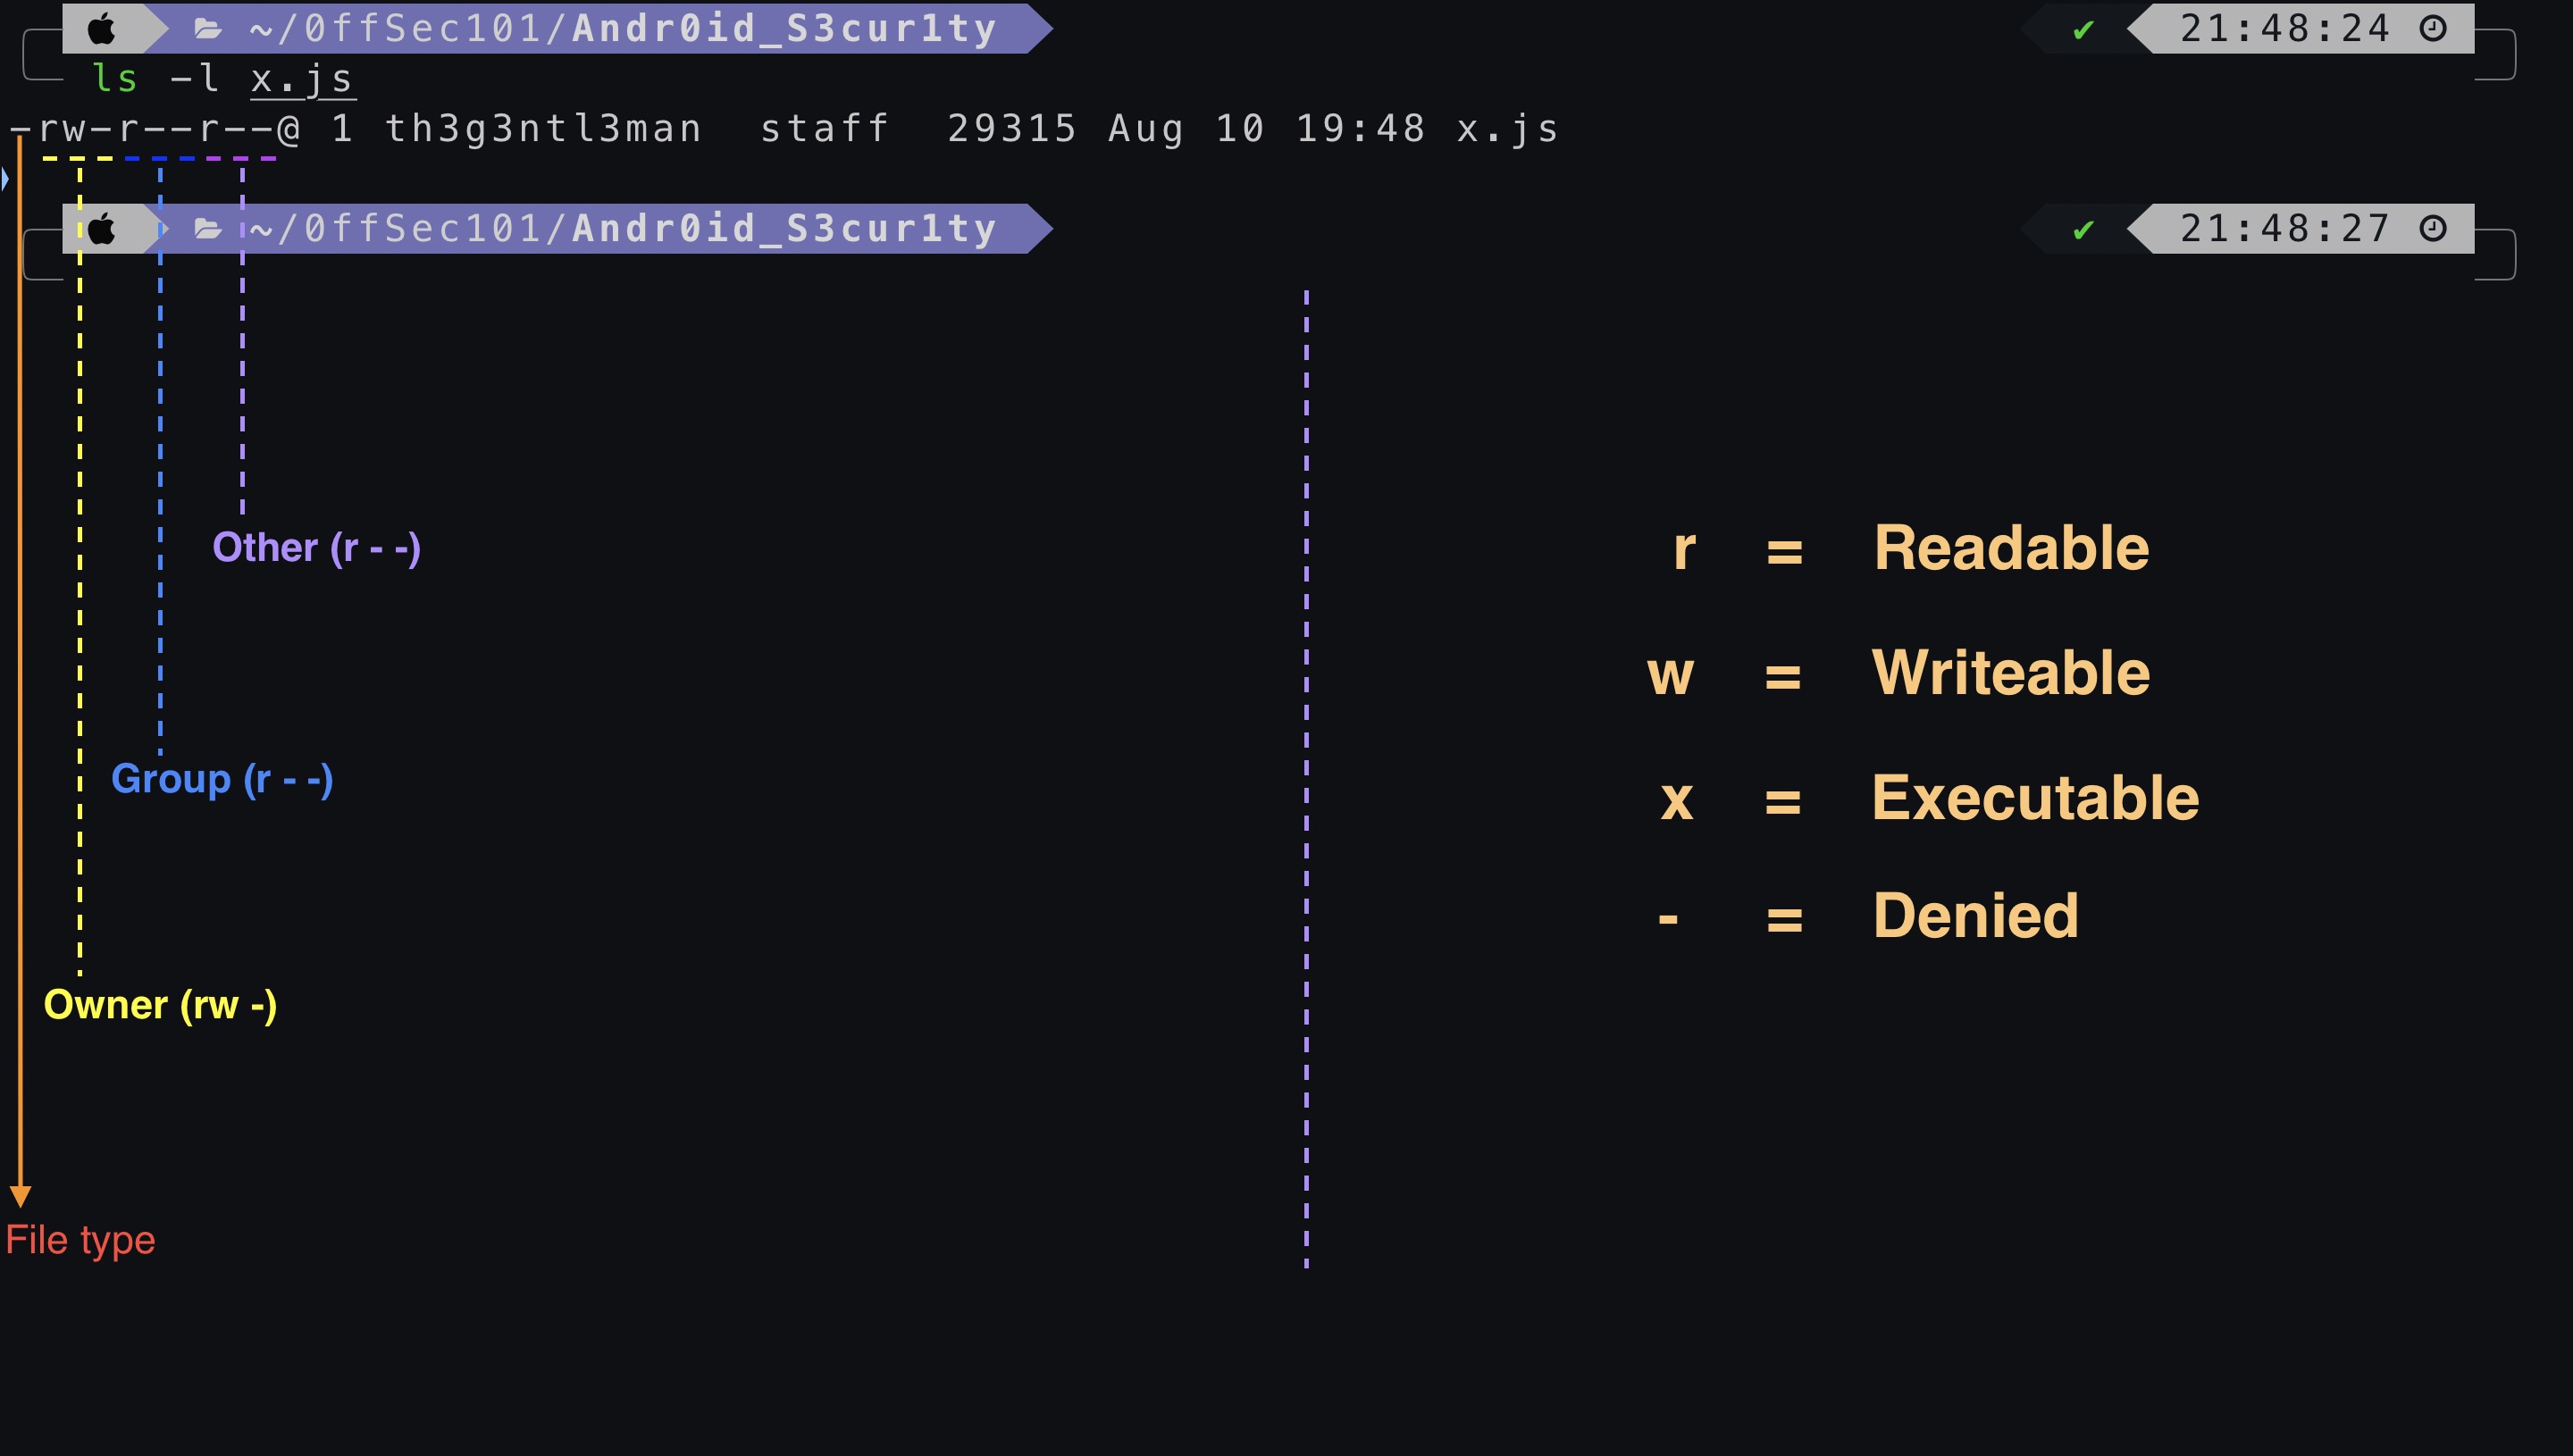 ~/0ffSec101/Andr0id_S3cur1ty ✔ 21:48:24
ls -l x.js
-rw-r--r--@ 1 th3g3ntl3man  staff  29315 Aug 10 19:48 x.js
~/0ffSec101/Andr0id_S3cur1ty ✔ 21:48:27
Other (r - -)
Group (r - -)
Owner (rw -)
File type
r = Readable
w = Writeable
x = Executable
- = Denied